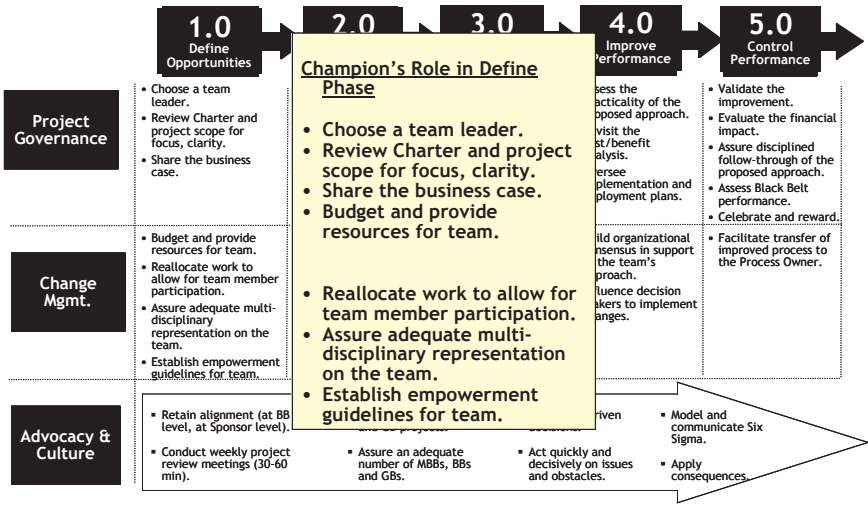 1.0
Define
Opportunities
2.0
3.0
4.0
Improve
Performance
5.0
Control
Performance
Project
Governance
• Choose a team
leader.
• Review Charter and
project scope for
focus, clarity.
• Share the business
case.
Champion's Role in Define
Phase
• Choose a team leader.
• Review Charter and project
scope for focus, clarity.
• Share the business case.
• Budget and provide
resources for team.
• Reallocate work to allow for
team member participation.
• Assure adequate multi-
disciplinary representation
on the team.
• Establish empowerment
guidelines for team.
the
of the
approach.
the
and
plans.
• Validate the
improvement.
• Evaluate the financial
impact.
• Assure disciplined
follow-through of the
proposed approach.
• Assess Black Belt
performance.
• Celebrate and reward.
Change
Mgmt.
• Budget and provide
resources for team.
• Reallocate work to
allow for team member
participation.
• Assure adequate multi-
disciplinary
representation on the
team.
• Establish empowerment
guidelines for team.
organizational
in support
the team's
decision
to implement
• Facilitate transfer of
improved process to
the Process Owner.
Advocacy &
Culture
▪ Retain alignment (at BB
level, at Sponsor level).
▪ Conduct weekly project
review meetings (30-60
min).
▪ Assure an adequate
number of MBBs, BBs
and GBs.
▪ Act quickly and
decisively on issues
and obstacles.
▪ Model and
communicate Six
Sigma.
▪ Apply
consequences.